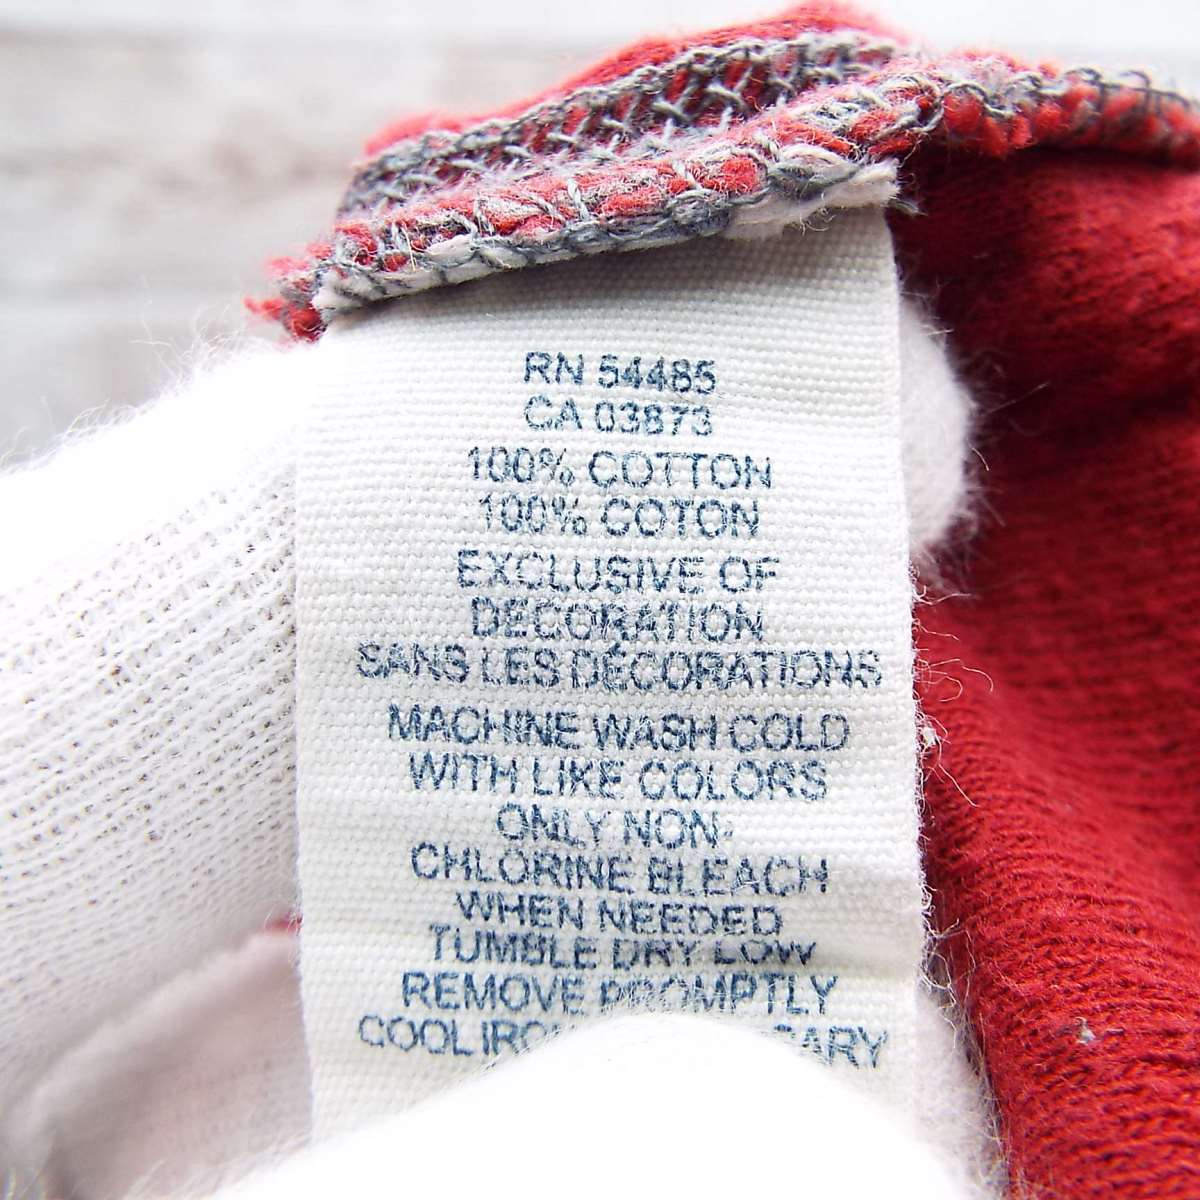 RN 54485
CA 03873
100% COTTON
100% COTON
EXCLUSIVE OF
DECORATION
SANS LES DÉCORATIONS
MACHINE WASH COLD
WITH LIKE COLORS
ONLY NON-
CHLORINE BLEACH
WHEN NEEDED
TUMBLE DRY LOW
REMOVE PROMPTLY
COOL